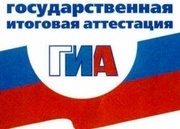 государственная
итоговая аттестация
ГИА